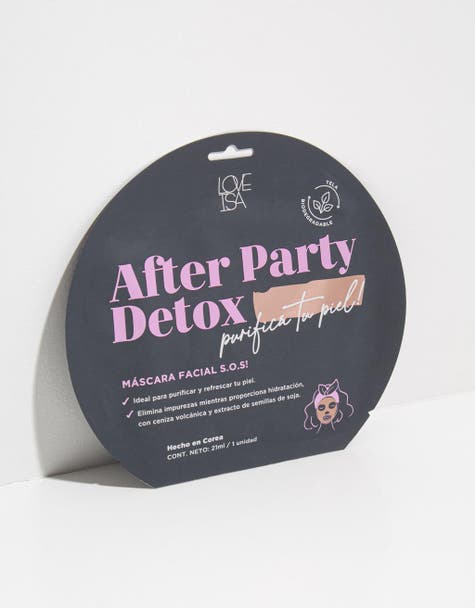 LOVE
ISA
TELA
BIODEGRADABLE
After Party
Detox
purifica tu piel!
MÁSCARA FACIAL S.O.S!
✓ Ideal para purificar y refrescar tu piel.
✓ Elimina impurezas mientras proporciona hidratación,
con ceniza volcánica y extracto de semillas de soja.
Hecho en Corea
CONT. NETO: 21ml / 1 unidad